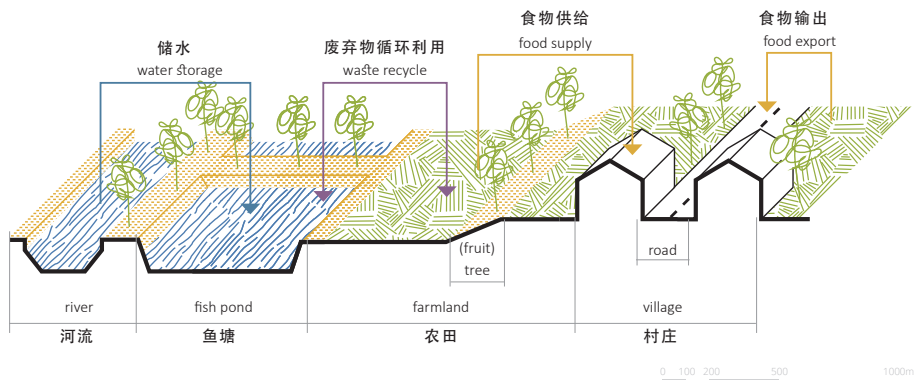 储水
water storage
废弃物循环利用
waste recycle
食物供给
food supply
食物输出
food export
(fruit)
tree
road
river
fish pond
farmland
village
河流
鱼塘
农田
村庄
0 100 200 500 1000m